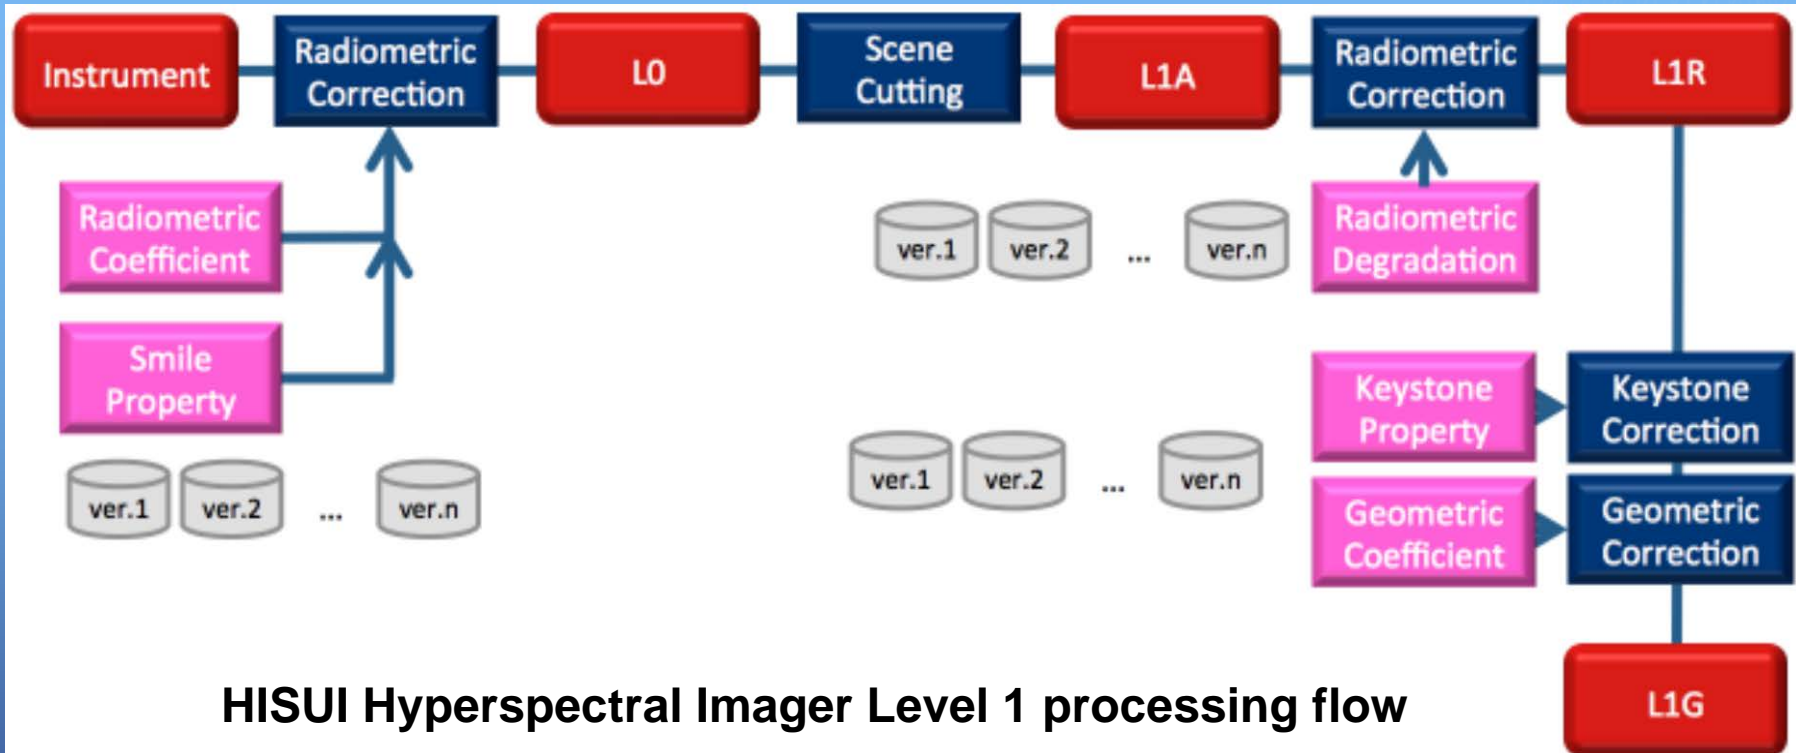 Instrument
Radiometric
Correction
L0
Scene
Cutting
L1A
Radiometric
Correction
L1R
Radiometric
Coefficient
ver.1
ver.2
...
ver.n
Radiometric
Degradation
Smile
Property
Keystone
Property
Keystone
Correction
ver.1
ver.2
...
ver.n
ver.1
ver.2
...
ver.n
Geometric
Coefficient
Geometric
Correction
HISUI Hyperspectral Imager Level 1 processing flow
L1G